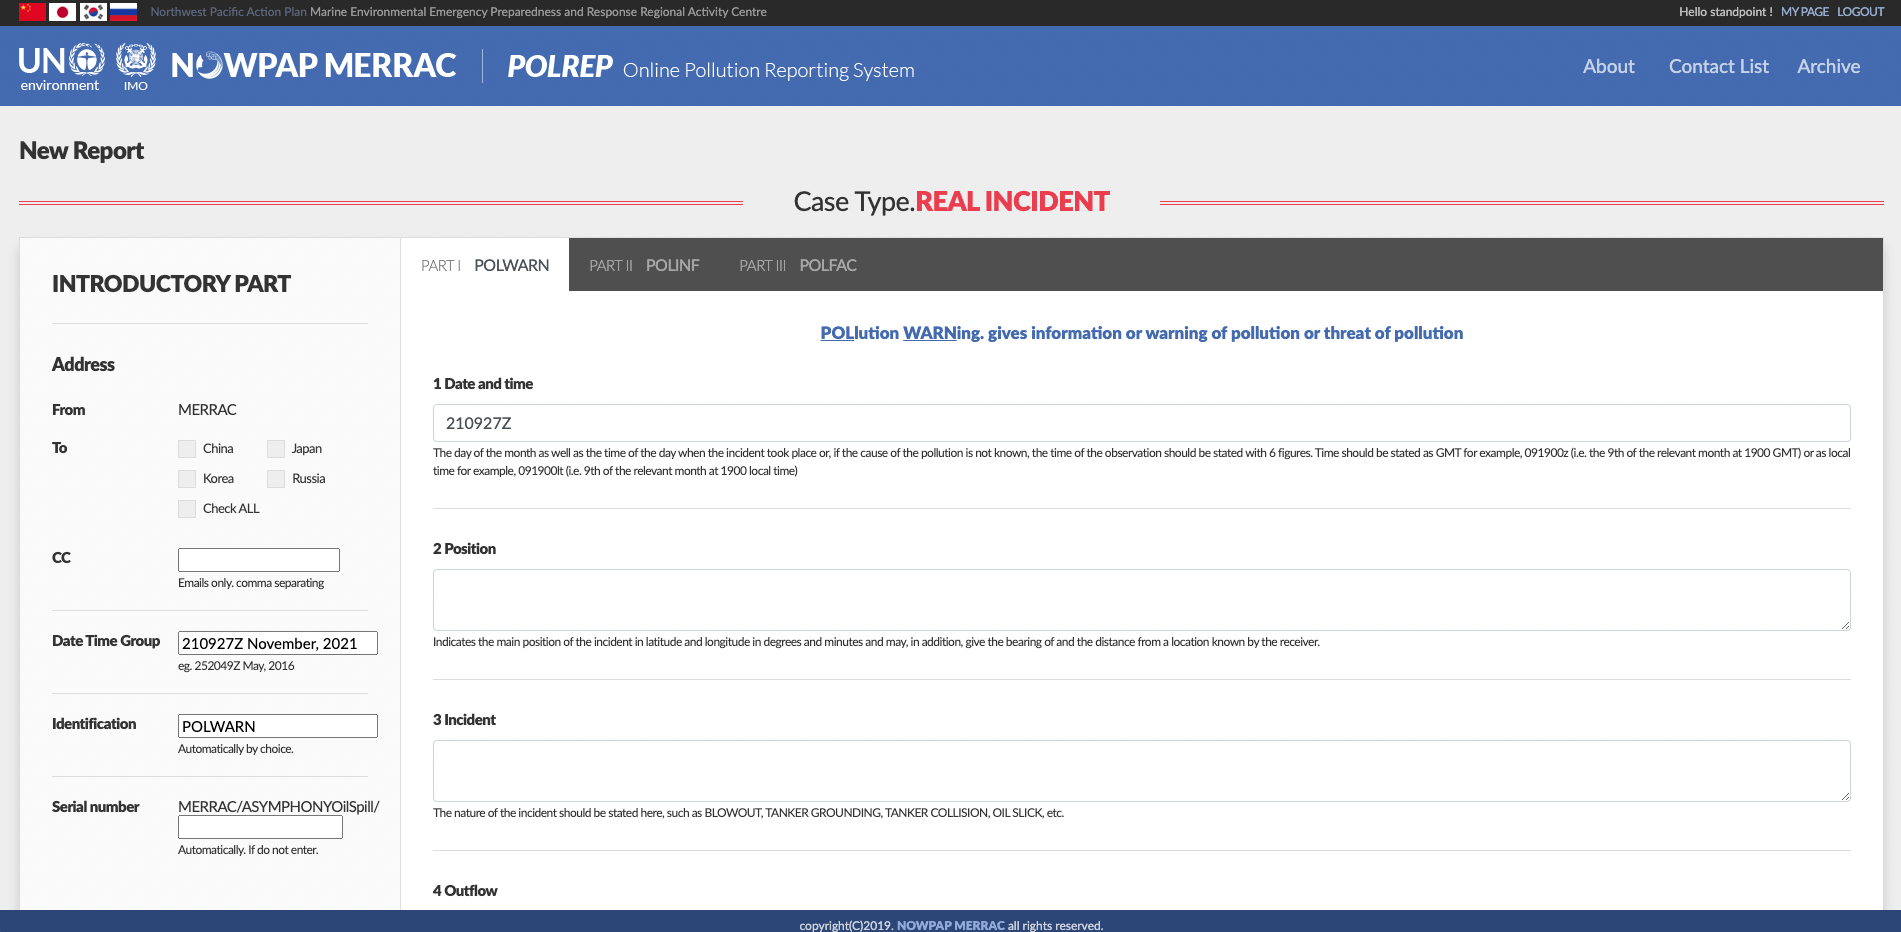 Northwest Pacific Action Plan Marine Environmental Emergency Preparedness and Response Regional Activity Centre
Hello standpoint ! MY PAGE LOGOUT
UN environment
IMO
NOWPAP MERRAC
POLREP Online Pollution Reporting System
About Contact List Archive
New Report
Case Type.REAL INCIDENT
INTRODUCTORY PART
Address
From MERRAC
To
China Japan
Korea Russia
Check ALL
CC
Emails only. comma separating
Date Time Group 210927Z November, 2021
eg. 252049Z May, 2016
Identification POLWARN
Automatically by choice.
Serial number MERRAC/ASYMPHONYOilSpill/
Automatically. If do not enter.
PART I POLWARN PART II POLINF PART III POLFAC
POLlution WARNing. gives information or warning of pollution or threat of pollution
1 Date and time
210927Z
The day of the month as well as the time of the day when the incident took place or, if the cause of the pollution is not known, the time of the observation should be stated with 6 figures. Time should be stated as GMT for example, 091900z (i.e. the 9th of the relevant month at 1900 GMT) or as local
time for example, 091900lt (i.e. 9th of the relevant month at 1900 local time)
2 Position
Indicates the main position of the incident in latitude and longitude in degrees and minutes and may, in addition, give the bearing of and the distance from a location known by the receiver.
3 Incident
The nature of the incident should be stated here, such as BLOWOUT, TANKER GROUNDING, TANKER COLLISION, OIL SLICK, etc.
4 Outflow
copyright(C)2019. NOWPAP MERRAC all rights reserved.